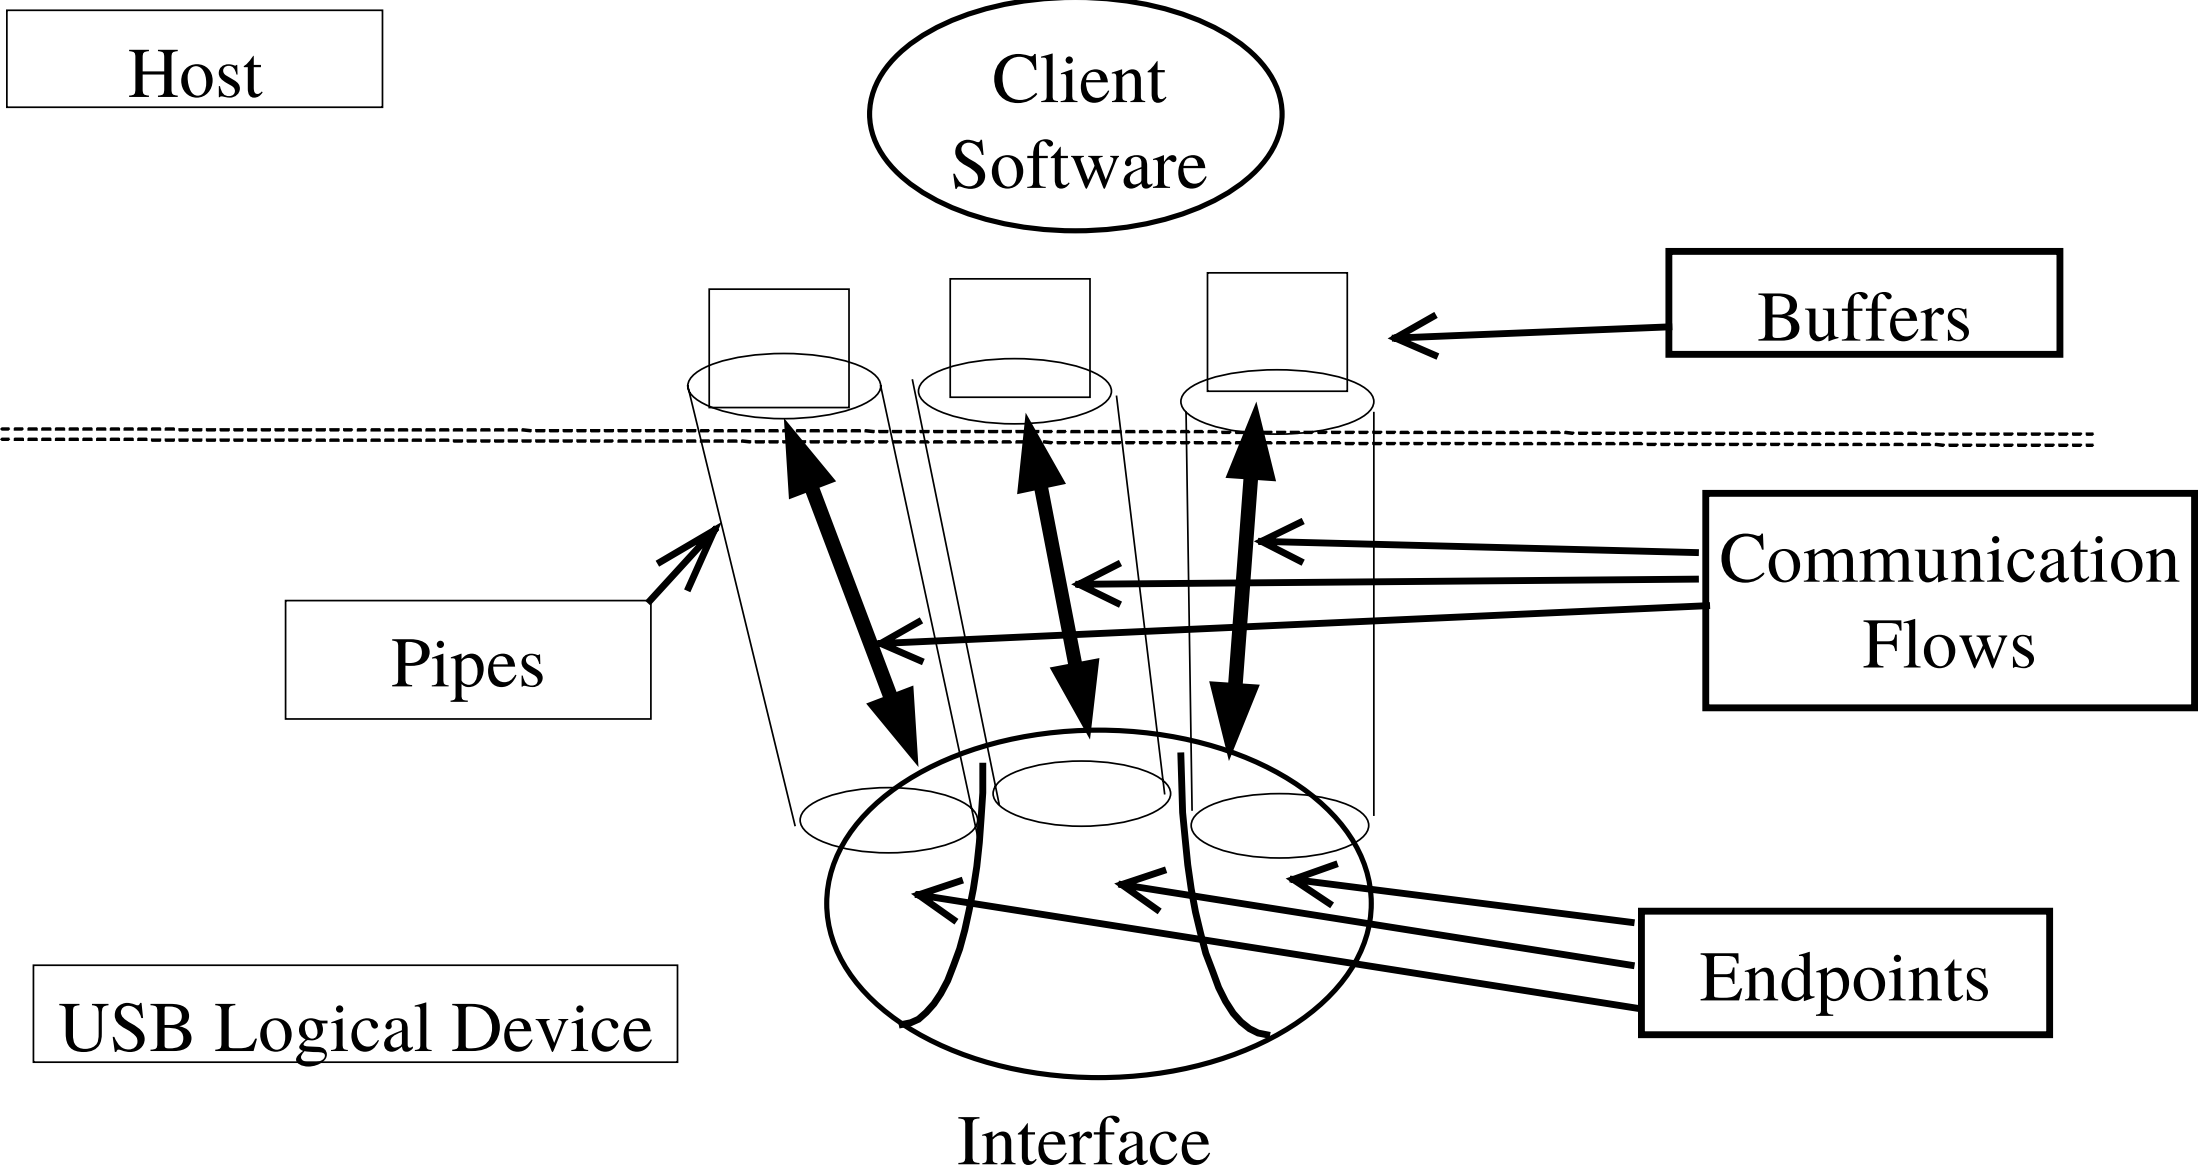 Host
Client
Software
Buffers
Communication
Flows
Pipes
Endpoints
USB Logical Device
Interface